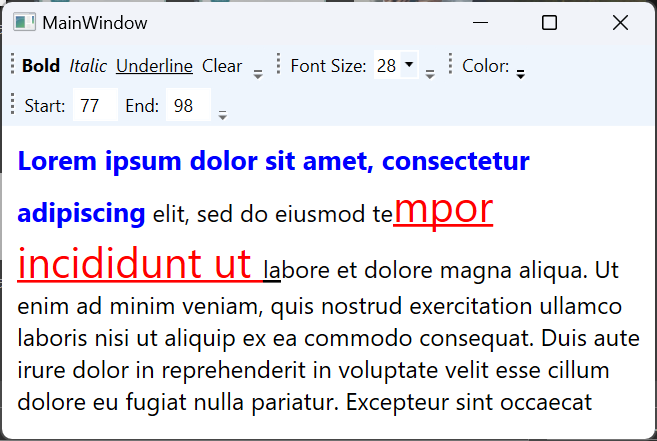 MainWindow
Bold Italic Underline Clear Font Size: 28 Color:
Start: 77 End: 98
Lorem ipsum dolor sit amet, consectetur
adipiscing elit, sed do eiusmod tempor
incididunt ut labore et dolore magna aliqua. Ut
enim ad minim veniam, quis nostrud exercitation ullamco
laboris nisi ut aliquip ex ea commodo consequat. Duis aute
irure dolor in reprehenderit in voluptate velit esse cillum
dolore eu fugiat nulla pariatur. Excepteur sint occaecat